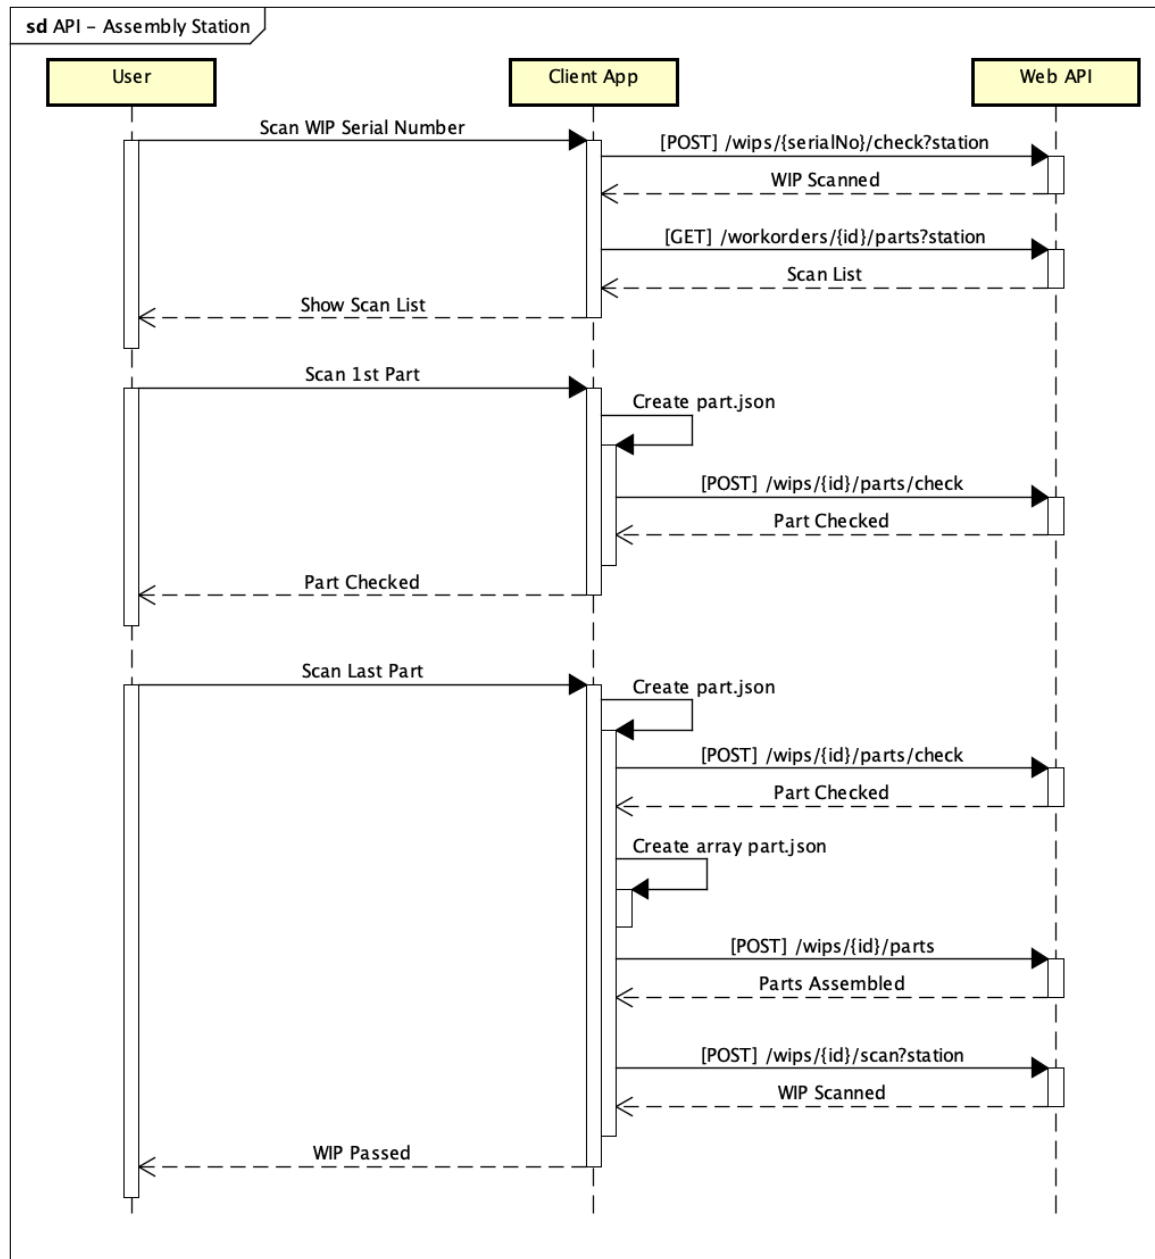 sd API – Assembly Station
User
Client App
Web API
Scan WIP Serial Number
[POST] /wips/{serialNo}/check?station
WIP Scanned
[GET] /workorders/{id}/parts?station
Scan List
Show Scan List
Scan 1st Part
Create part.json
[POST] /wips/{id}/parts/check
Part Checked
Part Checked
Scan Last Part
Create part.json
[POST] /wips/{id}/parts/check
Part Checked
Create array part.json
[POST] /wips/{id}/parts
Parts Assembled
[POST] /wips/{id}/scan?station
WIP Scanned
WIP Passed